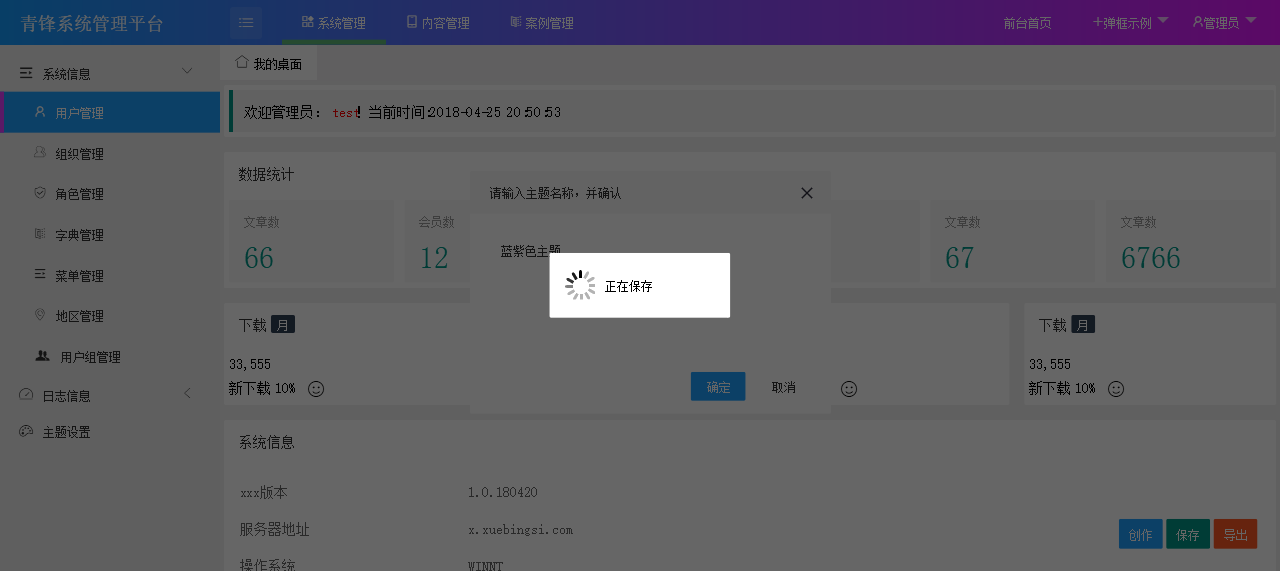 青锋系统管理平台
系统管理 内容管理 案例管理
前台首页 弹框示例 管理员
系统信息
用户管理
组织管理
角色管理
字典管理
菜单管理
地区管理
用户组管理
日志信息
主题设置
我的桌面
欢迎管理员： test! 当前时间:2018-04-25 20:50:53
数据统计
文章数 会员数 文章数 文章数
66 12 67 6766
请输入主题名称，并确认
蓝紫色主题
正在保存
确定 取消
下载 月
33,555
新下载 10%
下载 月
33,555
新下载 10%
系统信息
xxx版本 1.0.180420
服务器地址 x.xuebingsi.com
操作系统 WINNT
创作 保存 导出